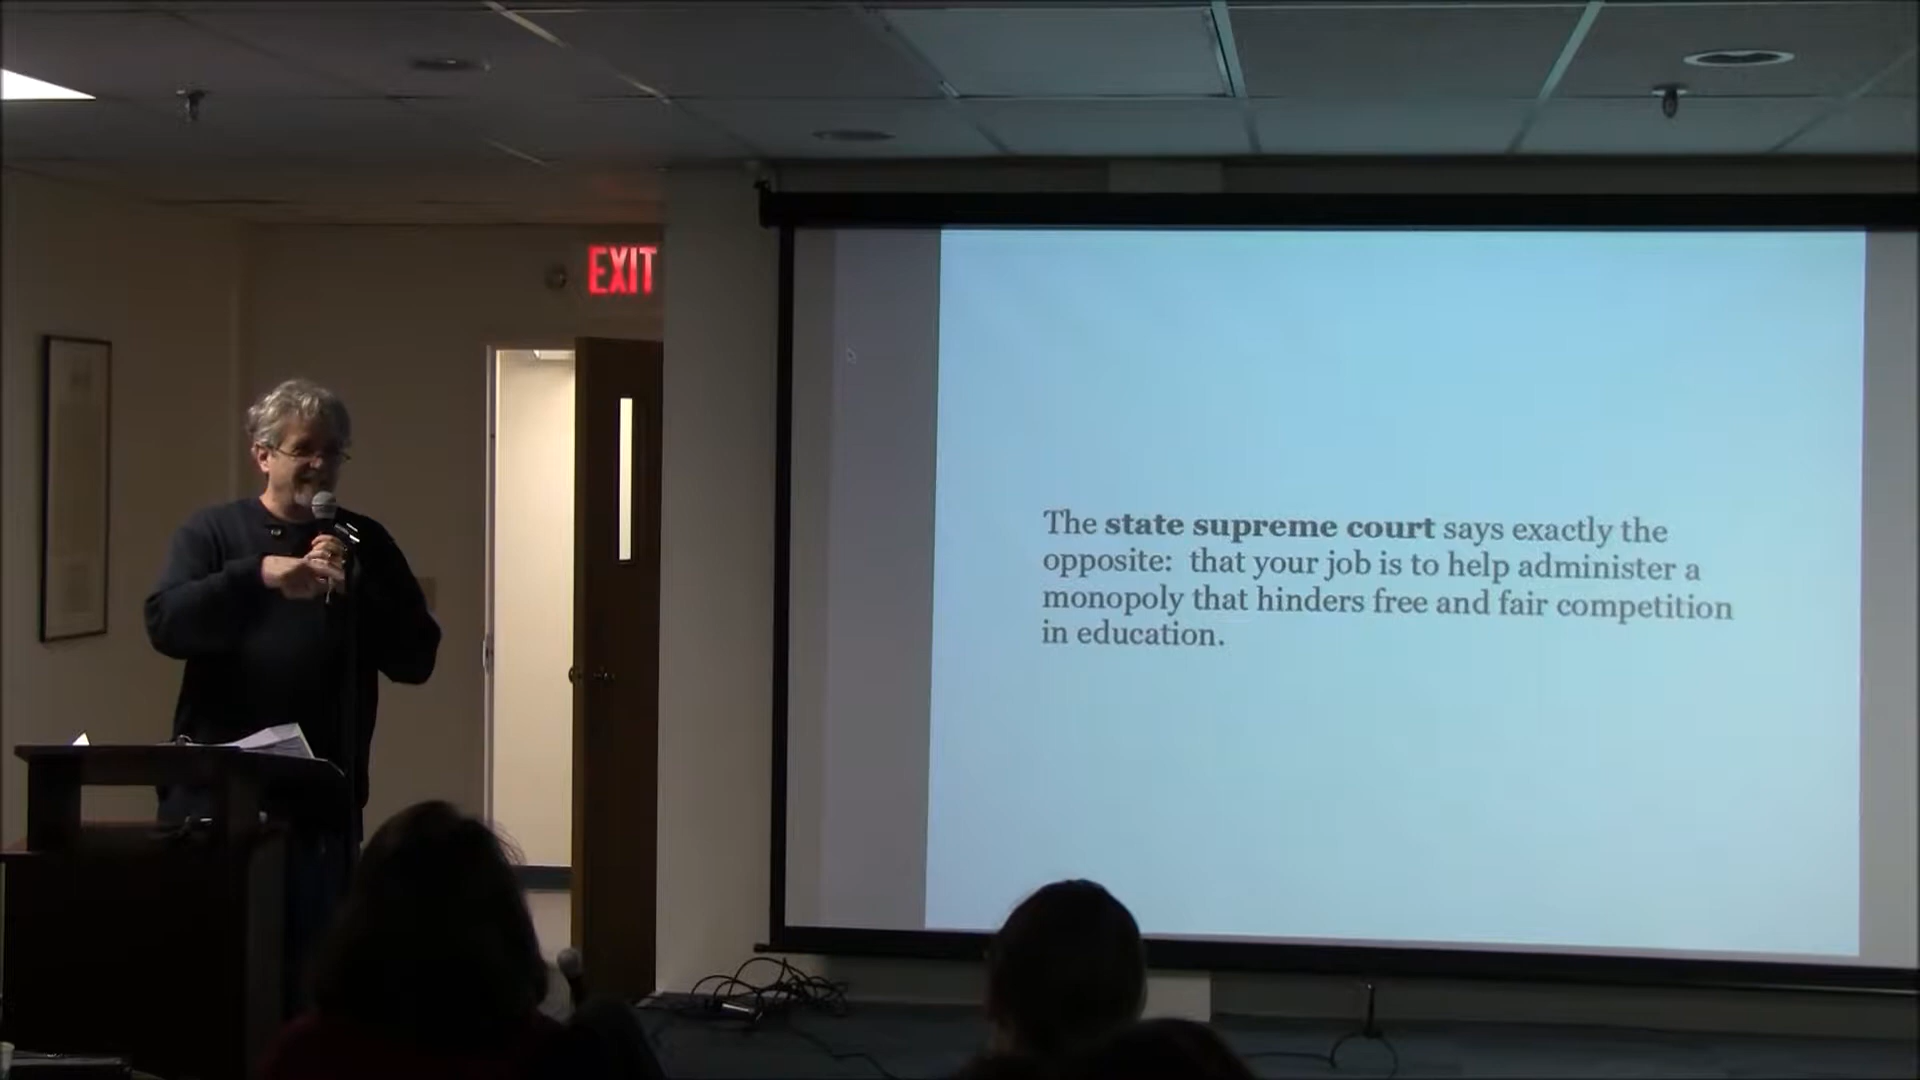 EXIT
The state supreme court says exactly the
opposite: that your job is to help administer a
monopoly that hinders free and fair competition
in education.